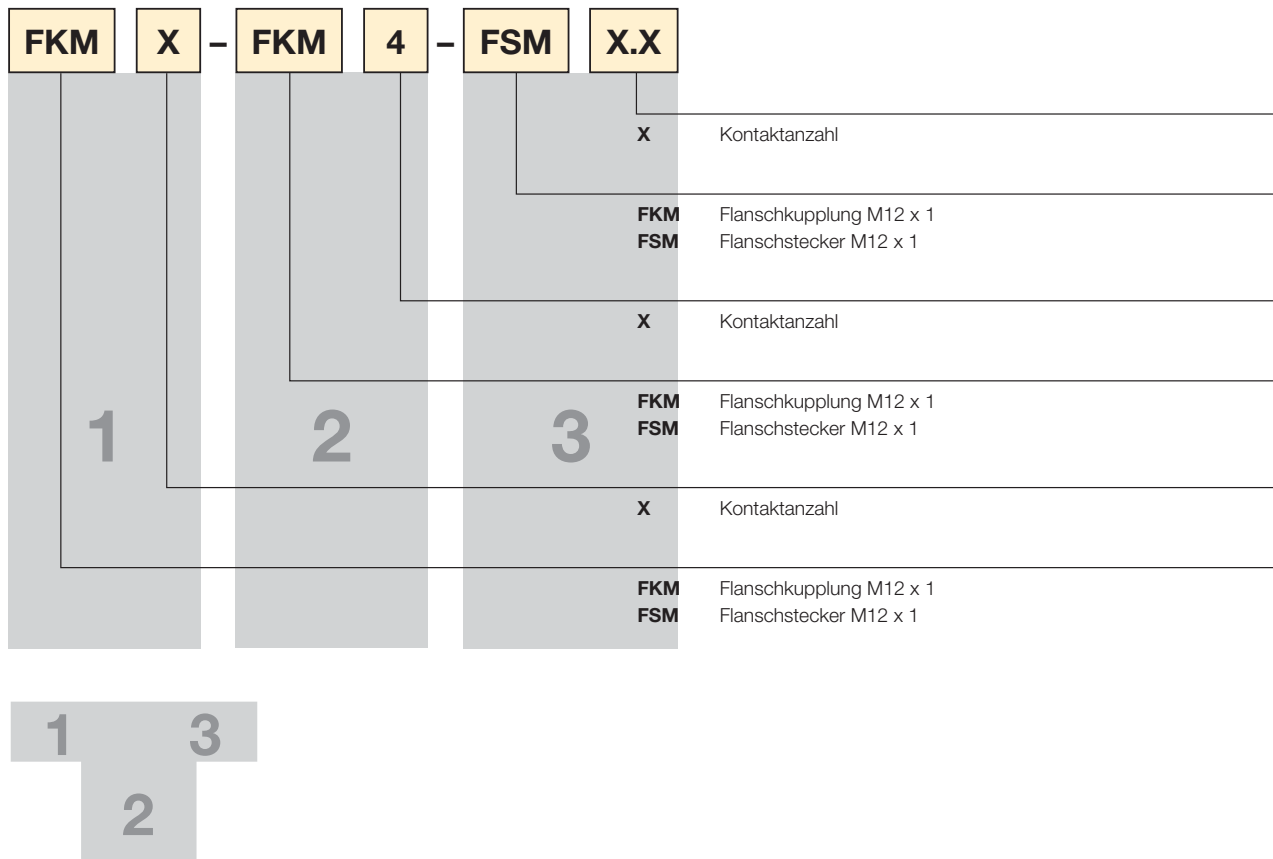 FKM X – FKM 4 – FSM X.X
X Kontaktanzahl
FKM Flanschkupplung M12 x 1
FSM Flanschstecker M12 x 1
X Kontaktanzahl
FKM Flanschkupplung M12 x 1
FSM Flanschstecker M12 x 1
1 2 3
X Kontaktanzahl
FKM Flanschkupplung M12 x 1
FSM Flanschstecker M12 x 1
1 3
2